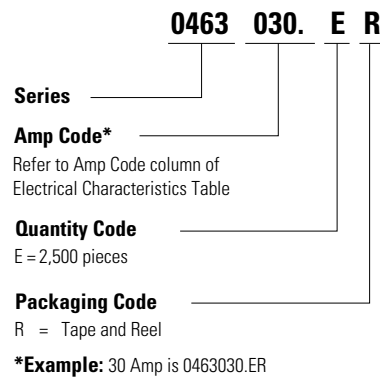 0463 030. E R
Series
Amp Code*
Refer to Amp Code column of
Electrical Characteristics Table
Quantity Code
E = 2,500 pieces
Packaging Code
R = Tape and Reel
*Example: 30 Amp is 0463030.ER